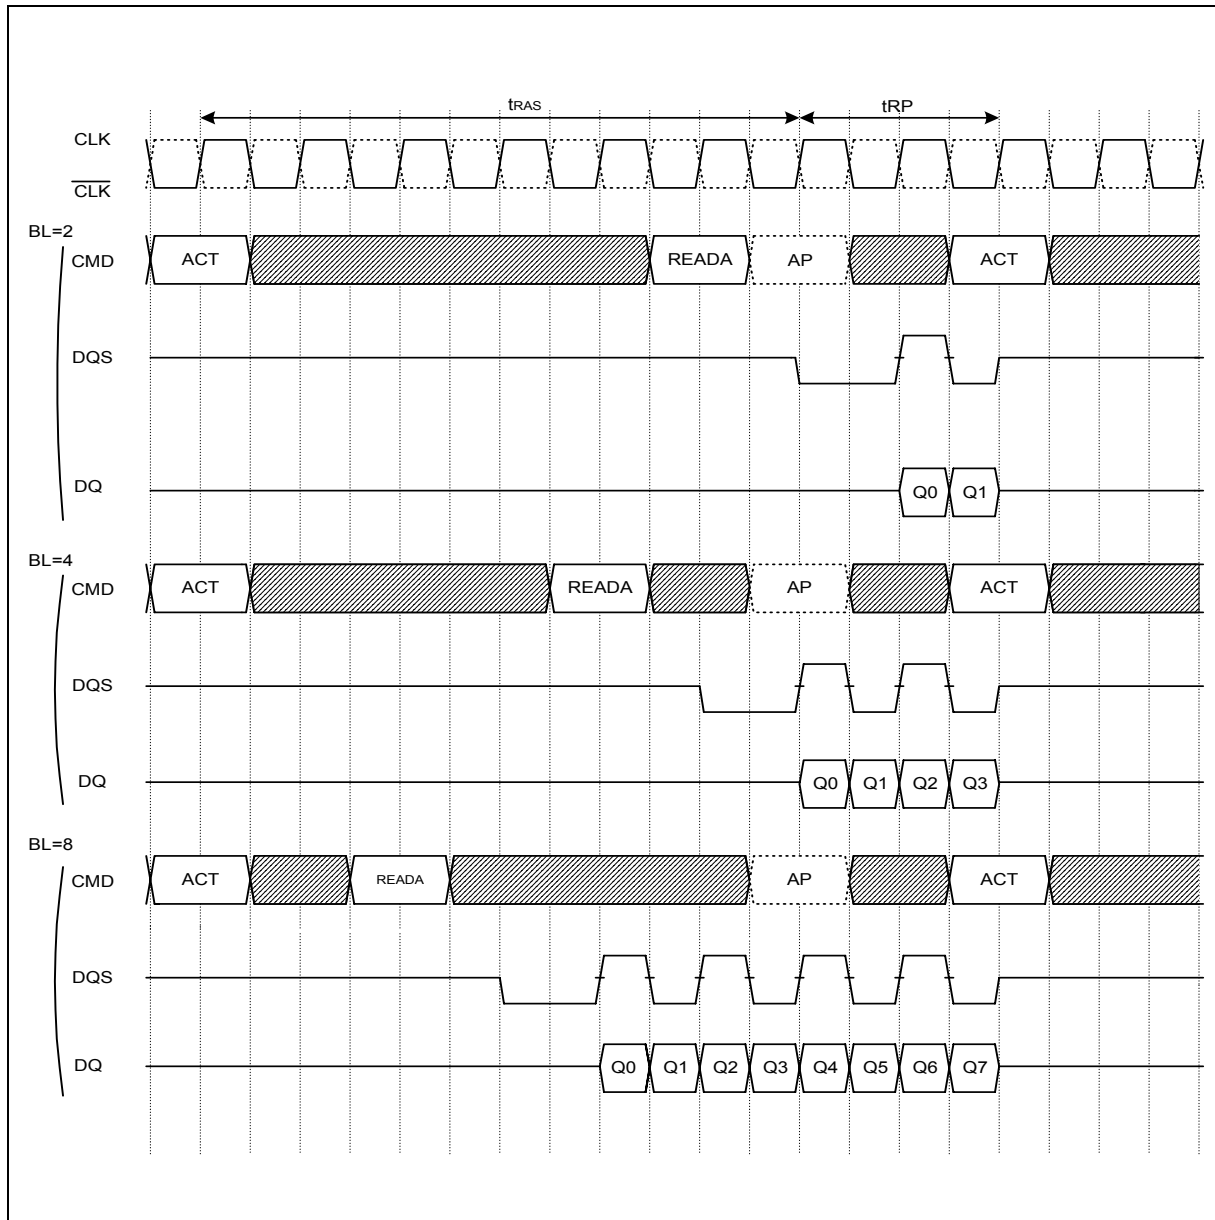 tRAS
tRP
CLK
CLK
BL=2
CMD
ACT
READA
AP
ACT
DQS
DQ
Q0
Q1
BL=4
CMD
ACT
READA
AP
ACT
DQS
DQ
Q0
Q1
Q2
Q3
BL=8
CMD
ACT
READA
AP
ACT
DQS
DQ
Q0
Q1
Q2
Q3
Q4
Q5
Q6
Q7